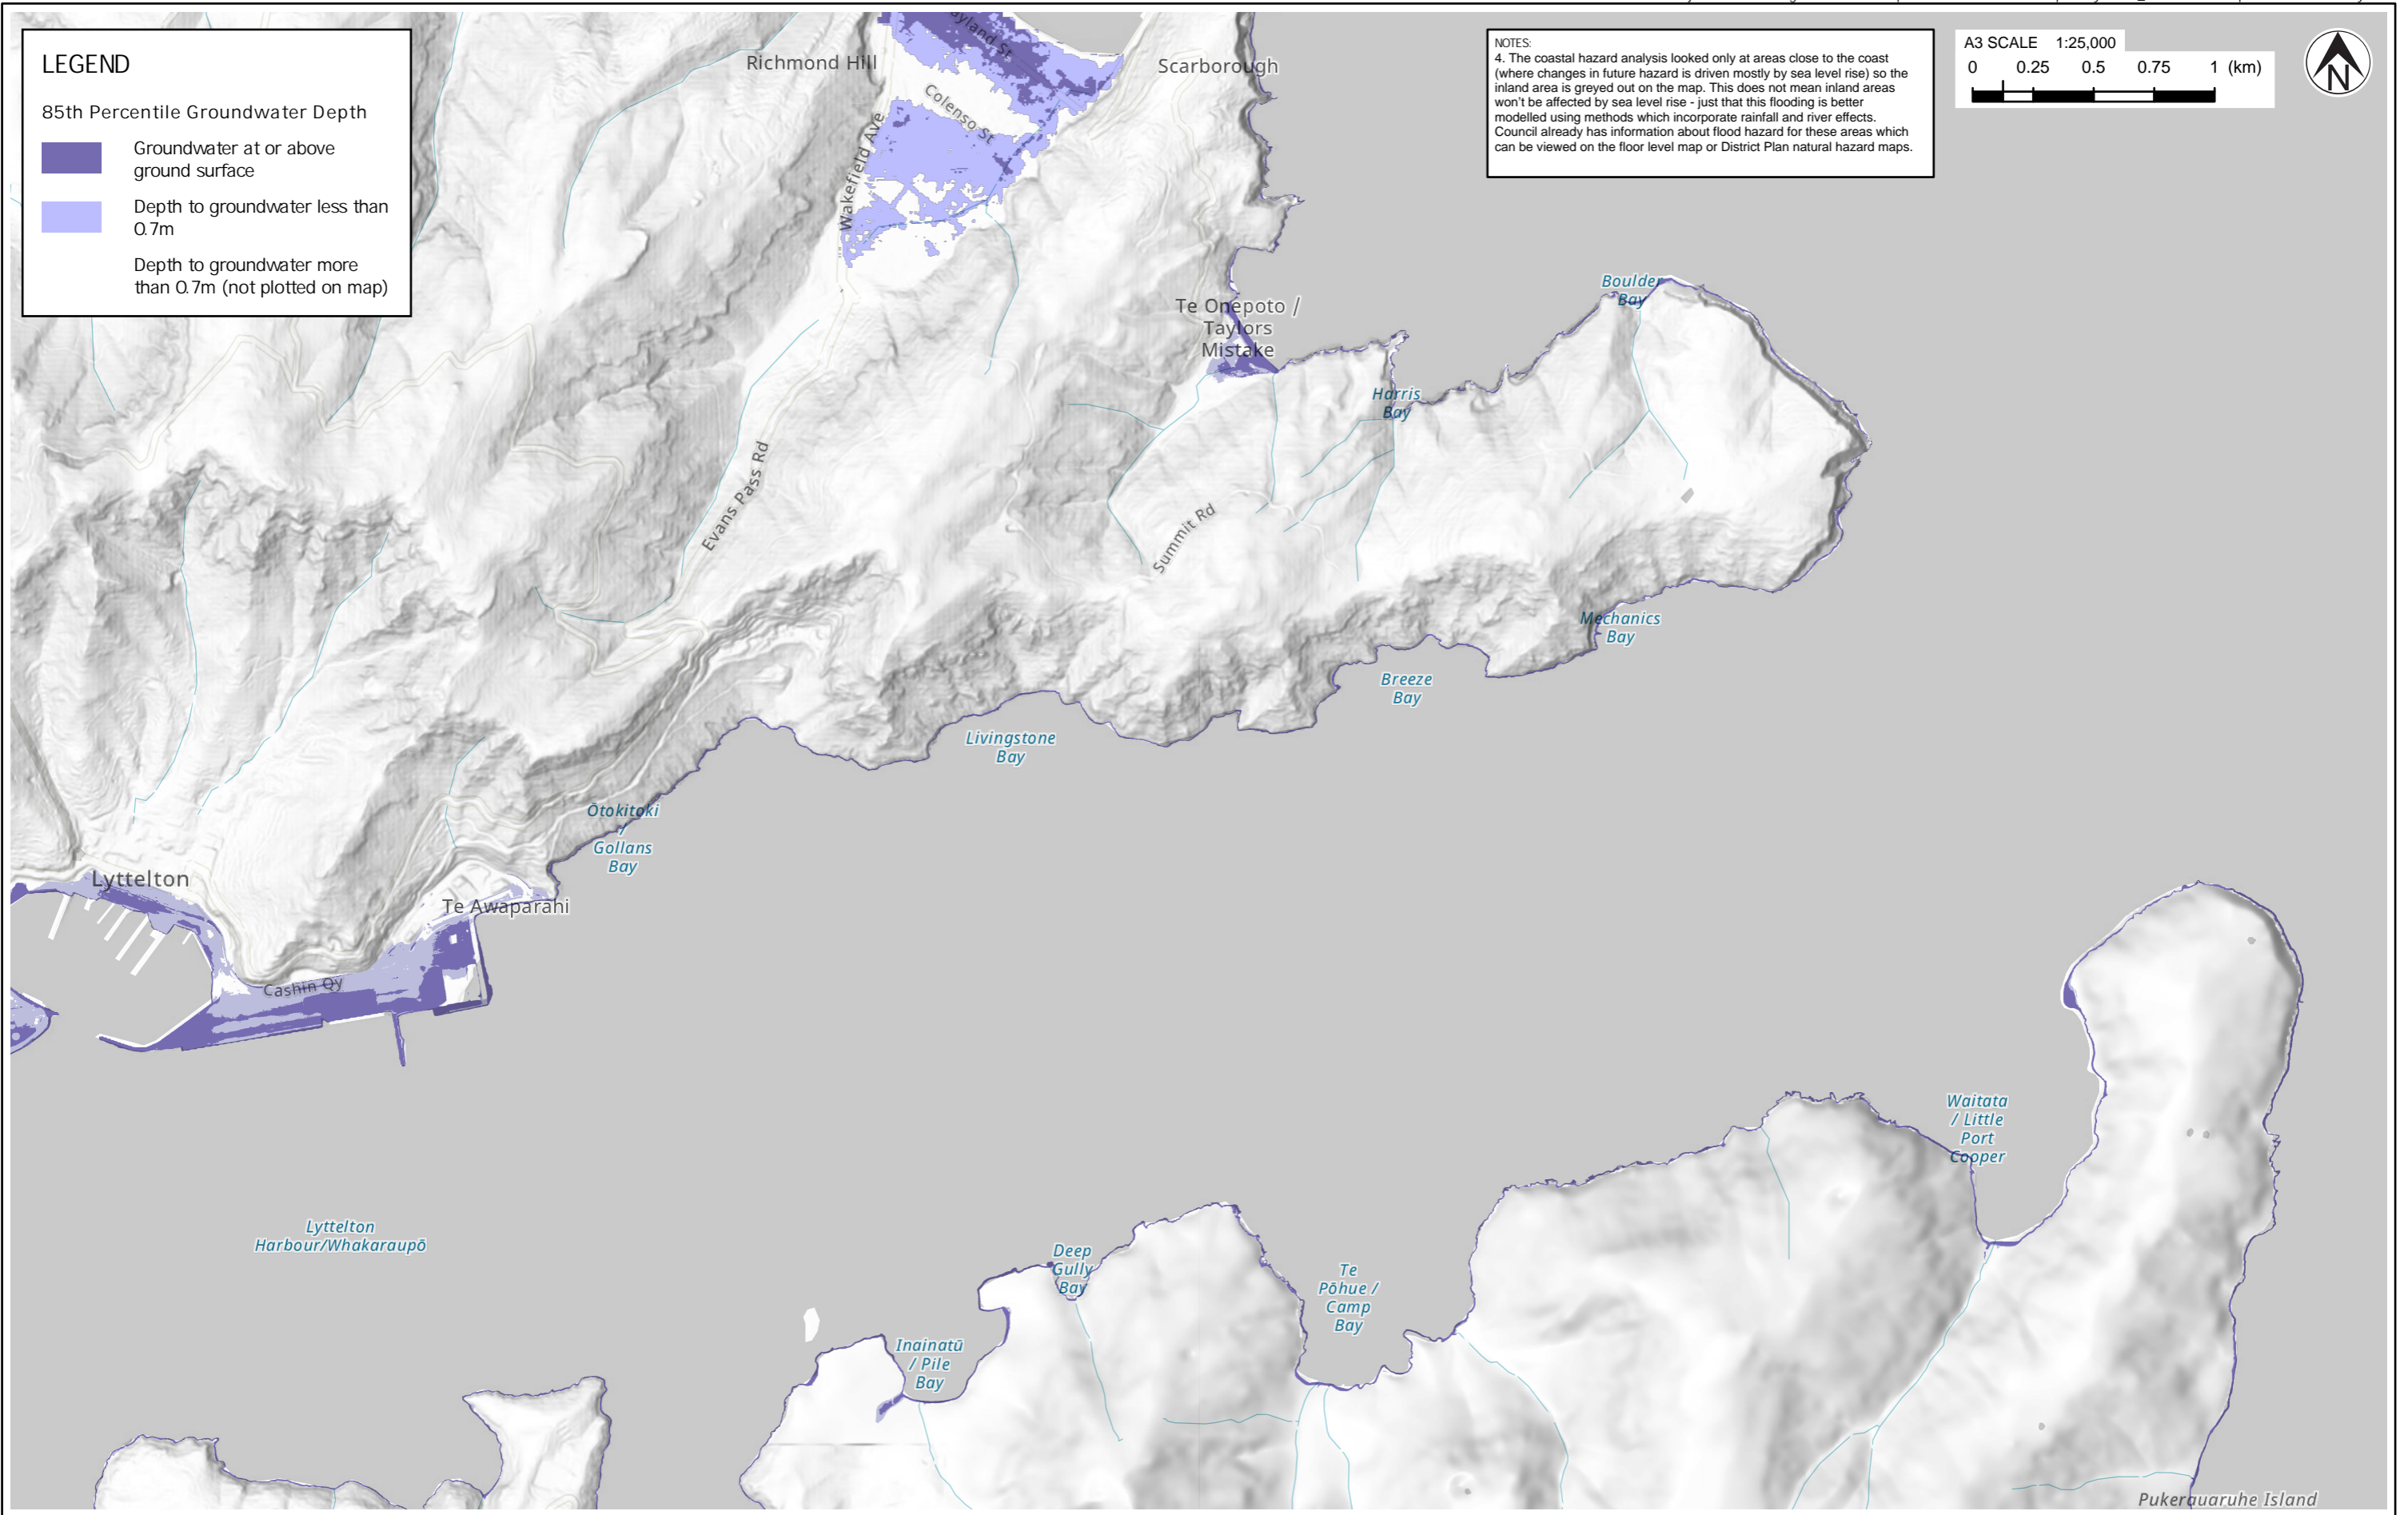 LEGEND
85th Percentile Groundwater Depth
Groundwater at or above
ground surface
Depth to groundwater less than
0.7m
Depth to groundwater more
than 0.7m (not plotted on map)
NOTES:
4. The coastal hazard analysis looked only at areas close to the coast
(where changes in future hazard is driven mostly by sea level rise) so the
inland area is greyed out on the map. This does not mean inland areas
won't be affected by sea level rise - just that this flooding is better
modelled using methods which incorporate rainfall and river effects.
Council already has information about flood hazard for these areas which
can be viewed on the floor level map or District Plan natural hazard maps.
A3 SCALE 1:25,000
0 0.25 0.5 0.75 1 (km)
N
Richmond Hill
Scarborough
Colenso St
Wakefield Ave
Te Onepoto /
Taylors
Mistake
Boulder
Bay
Harris
Bay
Evans Pass Rd
Summit Rd
Mechanics
Bay
Breeze
Bay
Livingstone
Bay
Ōtokitoki
/
Gollans
Bay
Lyttelton
Te Awaparahi
Cashin Qy
Waitata
/ Little
Port
Cooper
Lyttelton
Harbour/Whakaraupō
Deep
Gully
Bay
Te
Pōhue /
Camp
Bay
Inainatū
/ Pile
Bay
Pukerauaruhe Island